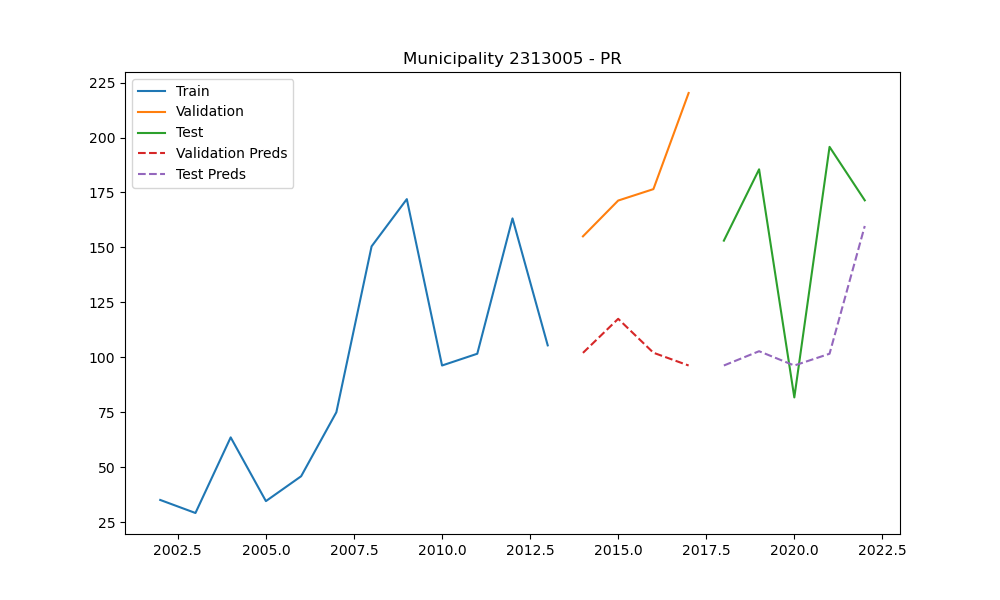 Municipality 2313005 - PR
Train
Validation
Test
Validation Preds
Test Preds
225
200
175
150
125
100
75
50
25
2002.5 2005.0 2007.5 2010.0 2012.5 2015.0 2017.5 2020.0 2022.5